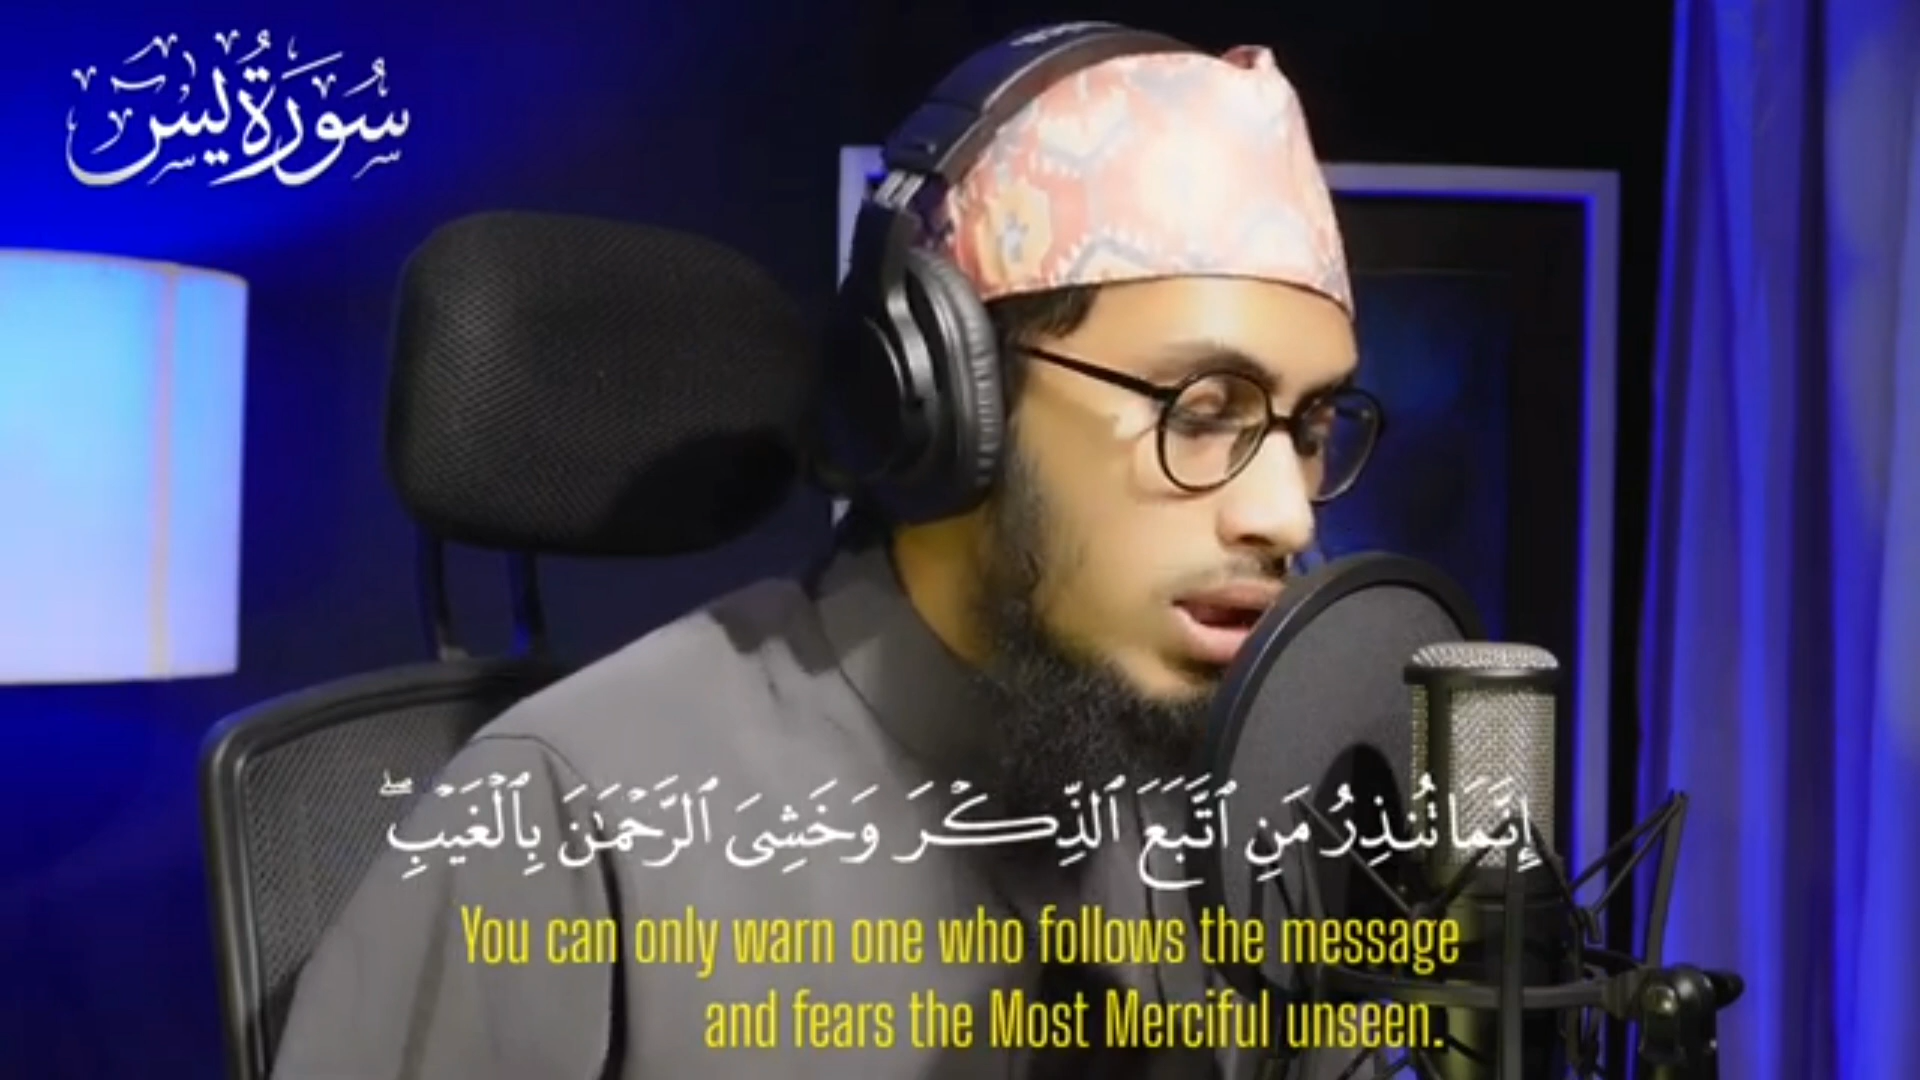 سُورَةُ يسٓ
إِنَّمَا تُنذِرُ مَنِ ٱتَّبَعَ ٱلذِّكْرَ وَخَشِىَ ٱلرَّحْمَٰنَ بِٱلْغَيْبِ ۖ
You can only warn one who follows the message
and fears the Most Merciful unseen.